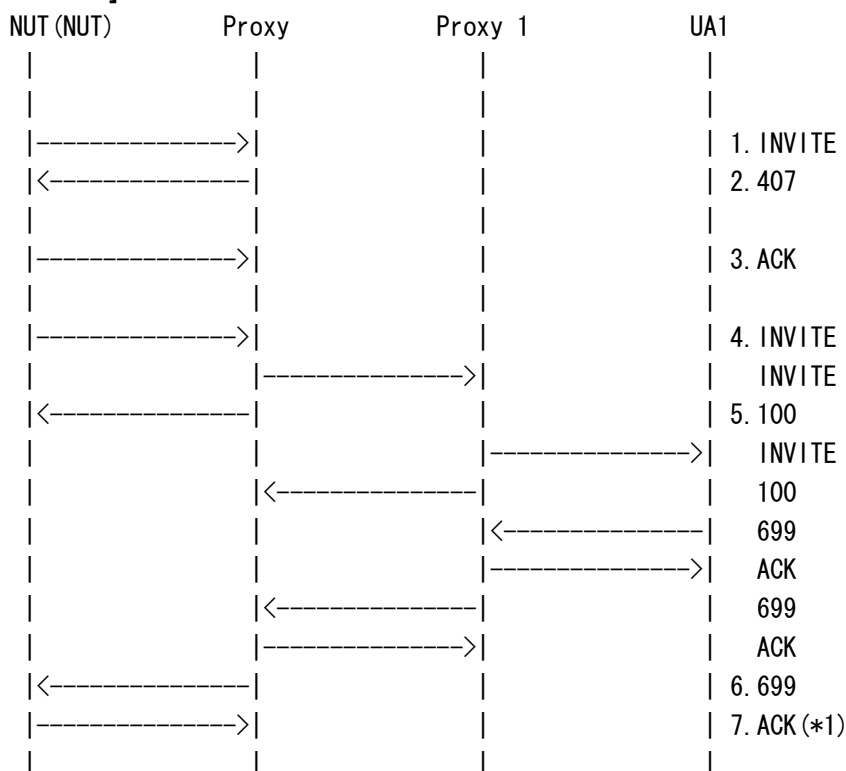 NUT(NUT) Proxy Proxy 1 UA1
| | | |
| | | |
|--------------->| | | 1. INVITE
|<---------------| | | 2. 407
| | | |
|--------------->| | | 3. ACK
| | | |
|--------------->| | | 4. INVITE
| |--------------->| | INVITE
|<---------------| | | 5. 100
| | |--------------->| INVITE
| |<---------------| | 100
| | |<---------------| 699
| | |--------------->| ACK
| |<---------------| | 699
| |--------------->| | ACK
|<---------------| | | 6. 699
|--------------->| | | 7. ACK(*1)
| | | |